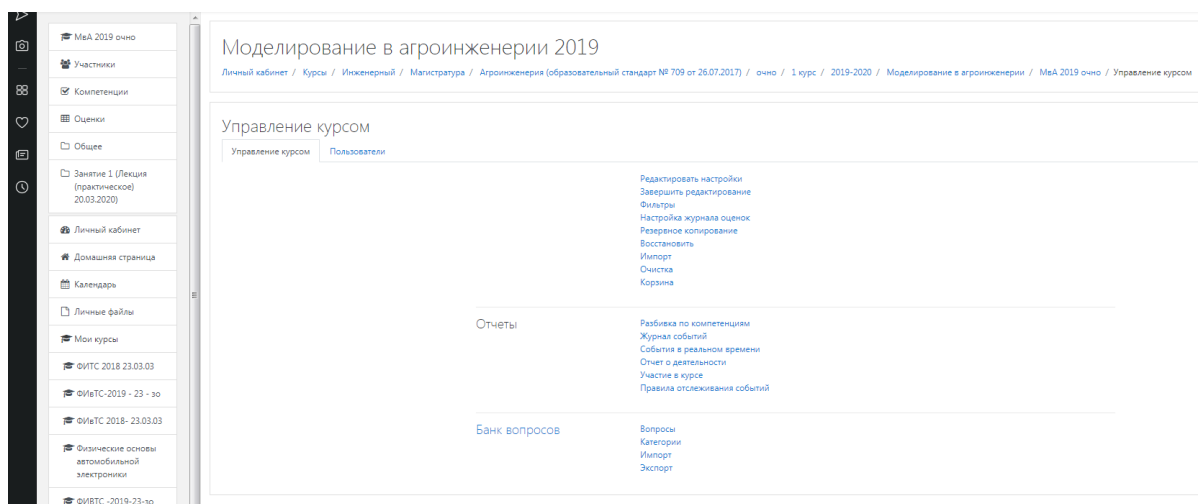 МвА 2019 очно
Участники
Компетенции
Оценки
Общее
Занятие 1 (Лекция
(практическое)
20.03.2020)
Личный кабинет
Домашняя страница
Календарь
Личные файлы
Мои курсы
ФИТС 2018 23.03.03
ФИвТС-2019 - 23 - зо
ФИвТС 2018- 23.03.03
Физические основы
автомобильной
электроники
ФИВТС -2019-23-зо
Моделирование в агроинженерии 2019
Личный кабинет / Курсы / Инженерный / Магистратура / Агроинженерия (образовательный стандарт № 709 от 26.07.2017) / очно / 1 курс / 2019-2020 / Моделирование в агроинженерии / МвА 2019 очно / Управление курсом
Управление курсом
Управление курсом Пользователи
Редактировать настройки
Завершить редактирование
Фильтры
Настройка журнала оценок
Резервное копирование
Восстановить
Импорт
Очистка
Корзина
Отчеты
Разбивка по компетенциям
Журнал событий
События в реальном времени
Отчет о деятельности
Участие в курсе
Правила отслеживания событий
Банк вопросов
Вопросы
Категории
Импорт
Экспорт